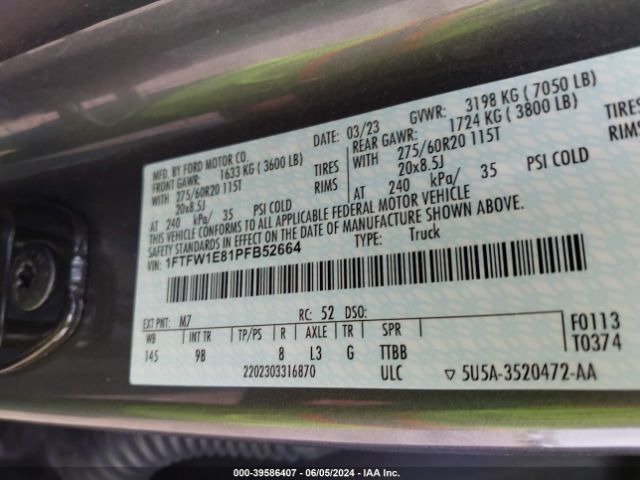 MFD. BY FORD MOTOR CO.
DATE: 03/23 GVWR: 3198 KG ( 7050 LB)
FRONT GAWR: 1633 KG ( 3600 LB) REAR GAWR: 1724 KG ( 3800 LB)
WITH 275/60R20 115T TIRES WITH 275/60R20 115T TIRES
20x8.5J RIMS 20x8.5J RIMS
AT 240 kPa/ 35 PSI COLD AT 240 kPa/ 35 PSI COLD
THIS VEHICLE CONFORMS TO ALL APPLICABLE FEDERAL MOTOR VEHICLE
SAFETY STANDARDS IN EFFECT ON THE DATE OF MANUFACTURE SHOWN ABOVE.
VIN: 1FTFW1E81PFB52664 TYPE: Truck
EXT PNT: M7 RC: 52 DSO:
WB INT TR TP/PS R AXLE TR SPR F0113
145 9B 8 L3 G TTBB T0374
2202303316870 ULC 5U5A-3520472-AA
000-39586407 - 06/05/2024 - IAA Inc.